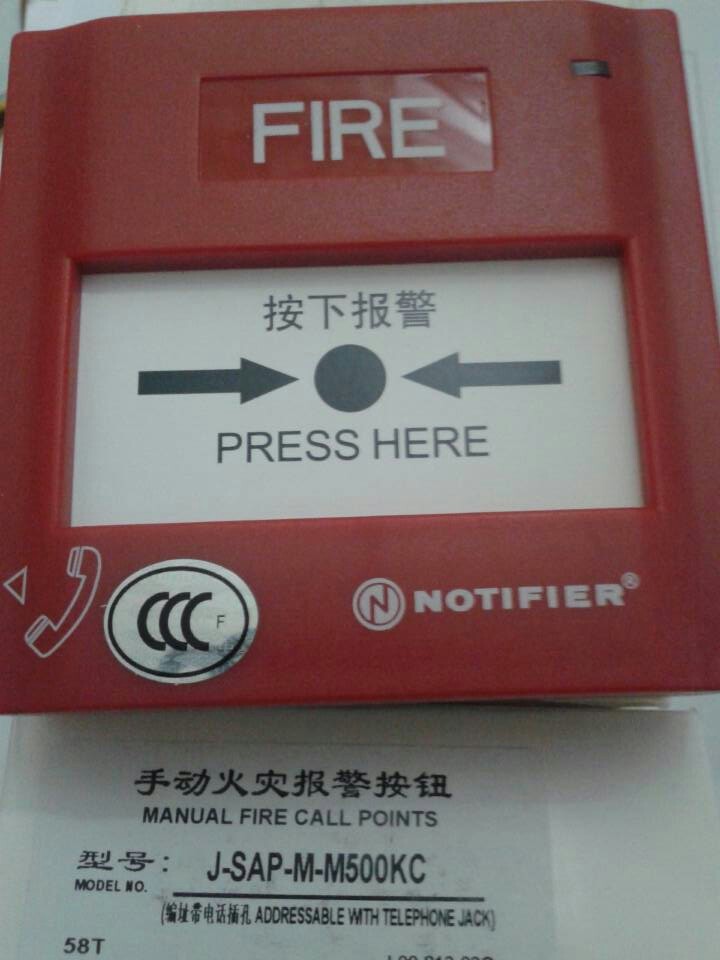 FIRE
按下报警
PRESS HERE
CCC F
N NOTIFIER®
手动火灾报警按钮
MANUAL FIRE CALL POINTS
型号: J-SAP-M-M500KC
MODEL NO.
(编址带电话插孔 ADDRESSABLE WITH TELEPHONE JACK)
58T